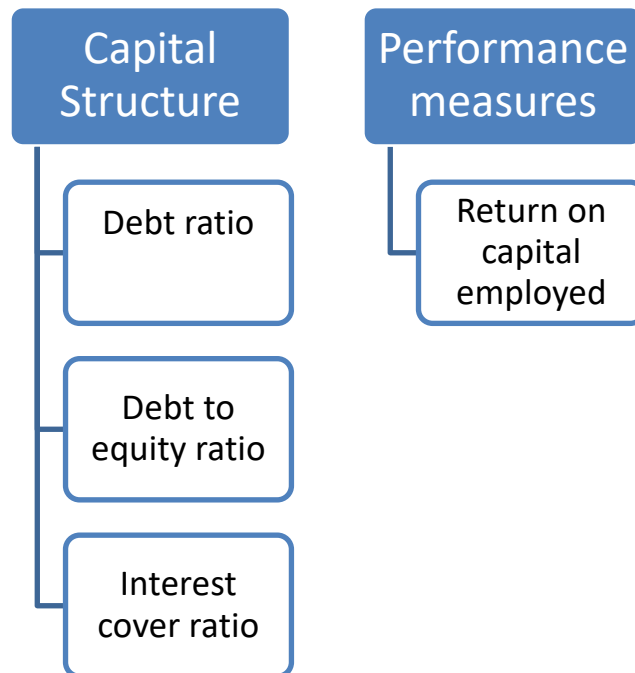 Capital
Structure
Debt ratio
Debt to
equity ratio
Interest
cover ratio
Performance
measures
Return on
capital
employed